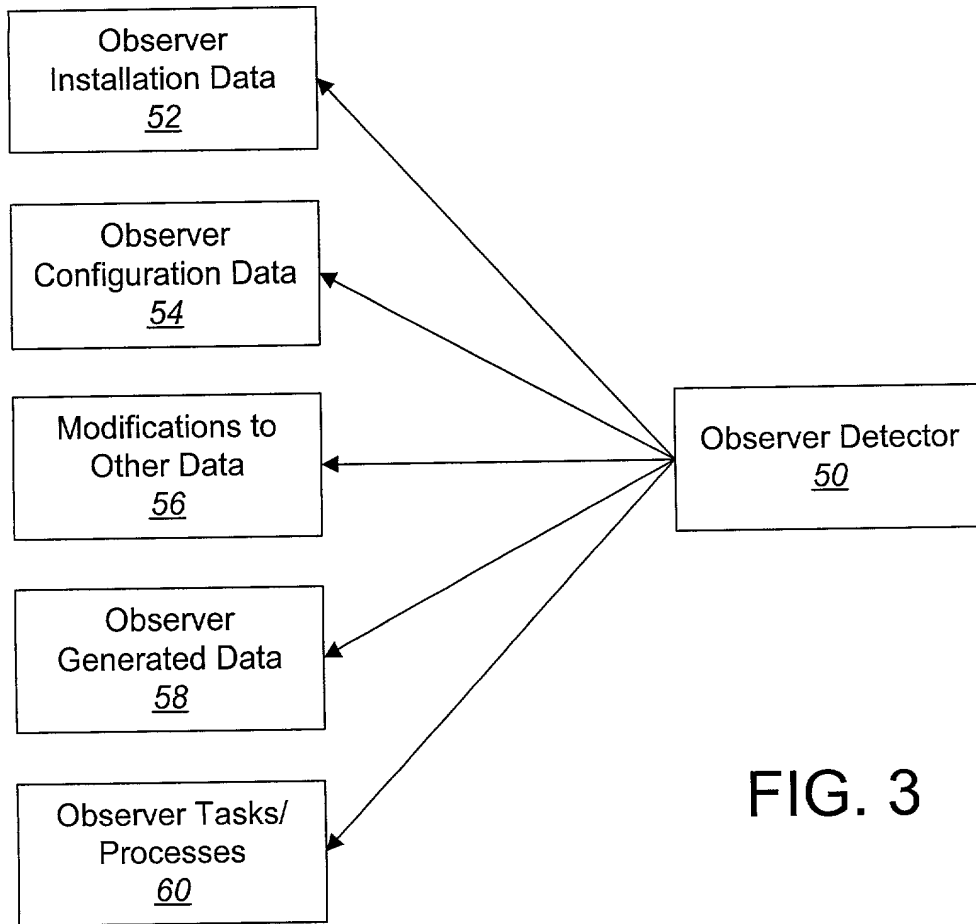 Observer
Installation Data
52
Observer
Configuration Data
54
Modifications to
Other Data
56
Observer
Generated Data
58
Observer Tasks/
Processes
60
Observer Detector
50
FIG. 3